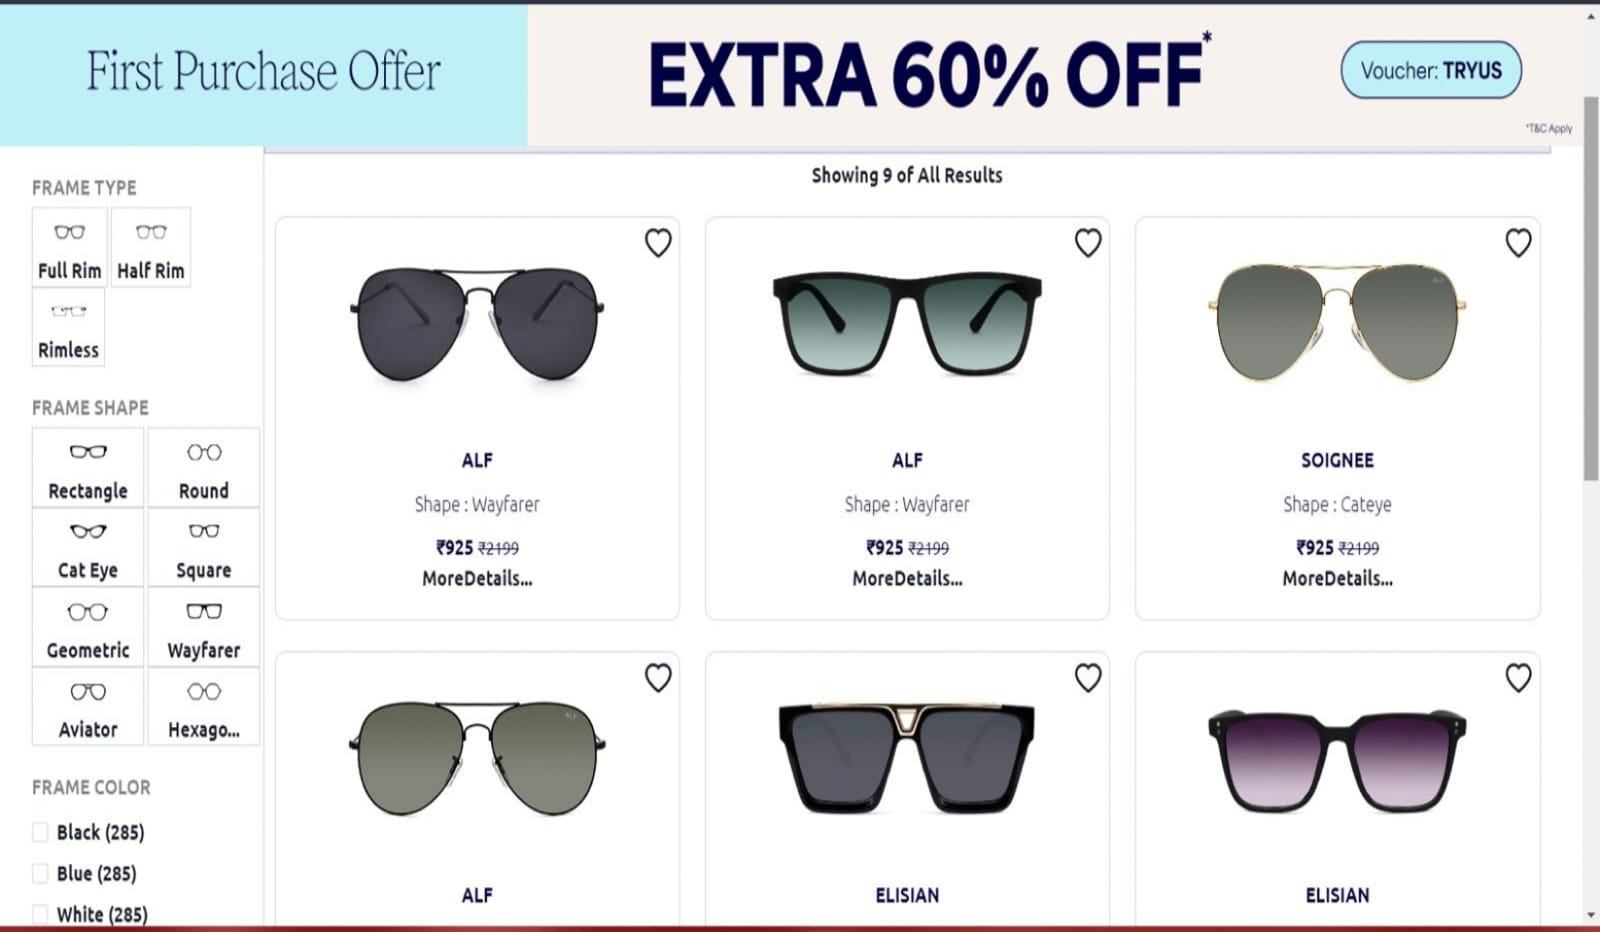 First Purchase Offer
EXTRA 60% OFF*
Voucher: TRYUS
*T&C Apply
FRAME TYPE
Full Rim
Half Rim
Rimless
FRAME SHAPE
Rectangle
Round
Cat Eye
Square
Geometric
Wayfarer
Aviator
Hexago...
FRAME COLOR
Black (285)
Blue (285)
White (285)
Showing 9 of All Results
ALF
Shape : Wayfarer
₹925 ₹2199
MoreDetails...
ALF
Shape : Wayfarer
₹925 ₹2199
MoreDetails...
ALF
SOIGNEE
Shape : Cateye
₹925 ₹2199
MoreDetails...
ALF
ALF
ELISIAN
ELISIAN